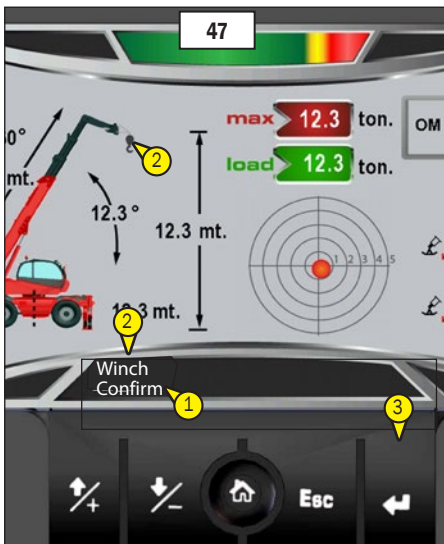 47
max 12.3 ton.
OM
load 12.3 ton.
0°
mt.
2
12.3°
12.3 mt.
1 2 3 4 5
mt.
2
Winch
Confirm
1
3
+ - Esc